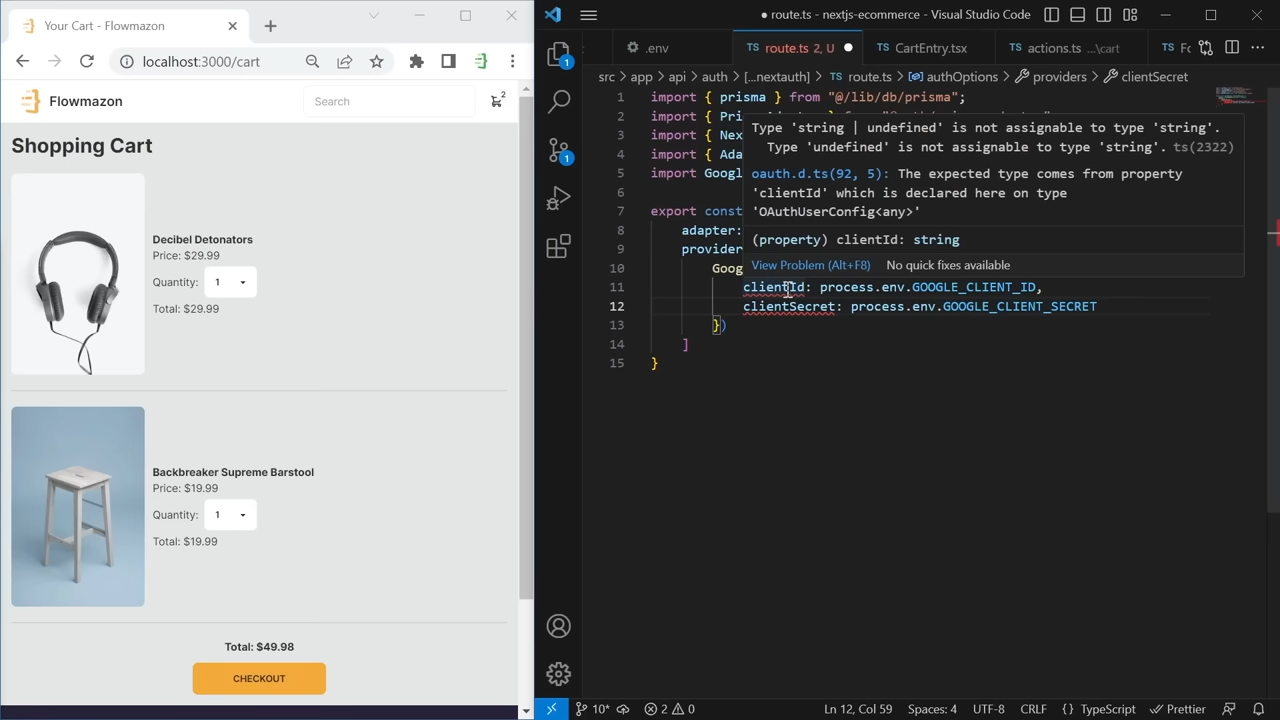 Your Cart - Flowmazon
localhost:3000/cart
Flowmazon
Search
2
Shopping Cart
Decibel Detonators
Price: $29.99
Quantity: 1
Total: $29.99
Backbreaker Supreme Barstool
Price: $19.99
Quantity: 1
Total: $19.99
Total: $49.98
CHECKOUT
● route.ts - nextjs-ecommerce - Visual Studio Code
.env
TS route.ts 2, U ●
TS CartEntry.tsx
TS actions.ts ...\cart
TS
src > app > api > auth > [...nextauth] > TS route.ts > authOptions > providers > clientSecret
1
1
1 import { prisma } from "@/lib/db/prisma";
2 import { Pri
3 import { Nex
4 import { Ada
5 import Googl
6
7 export const
8 adapter:
9 provider
10 Goog
11 clientId: process.env.GOOGLE_CLIENT_ID,
12 clientSecret: process.env.GOOGLE_CLIENT_SECRET
13 })
14 ]
15 }
Type 'string | undefined' is not assignable to type 'string'.
Type 'undefined' is not assignable to type 'string'. ts(2322)
oauth.d.ts(92, 5): The expected type comes from property
'clientId' which is declared here on type
'OAuthUserConfig<any>'
(property) clientId: string
View Problem (Alt+F8) No quick fixes available
10* 2 0 Ln 12, Col 59 Spaces: 4 UTF-8 CRLF {} TypeScript Prettier